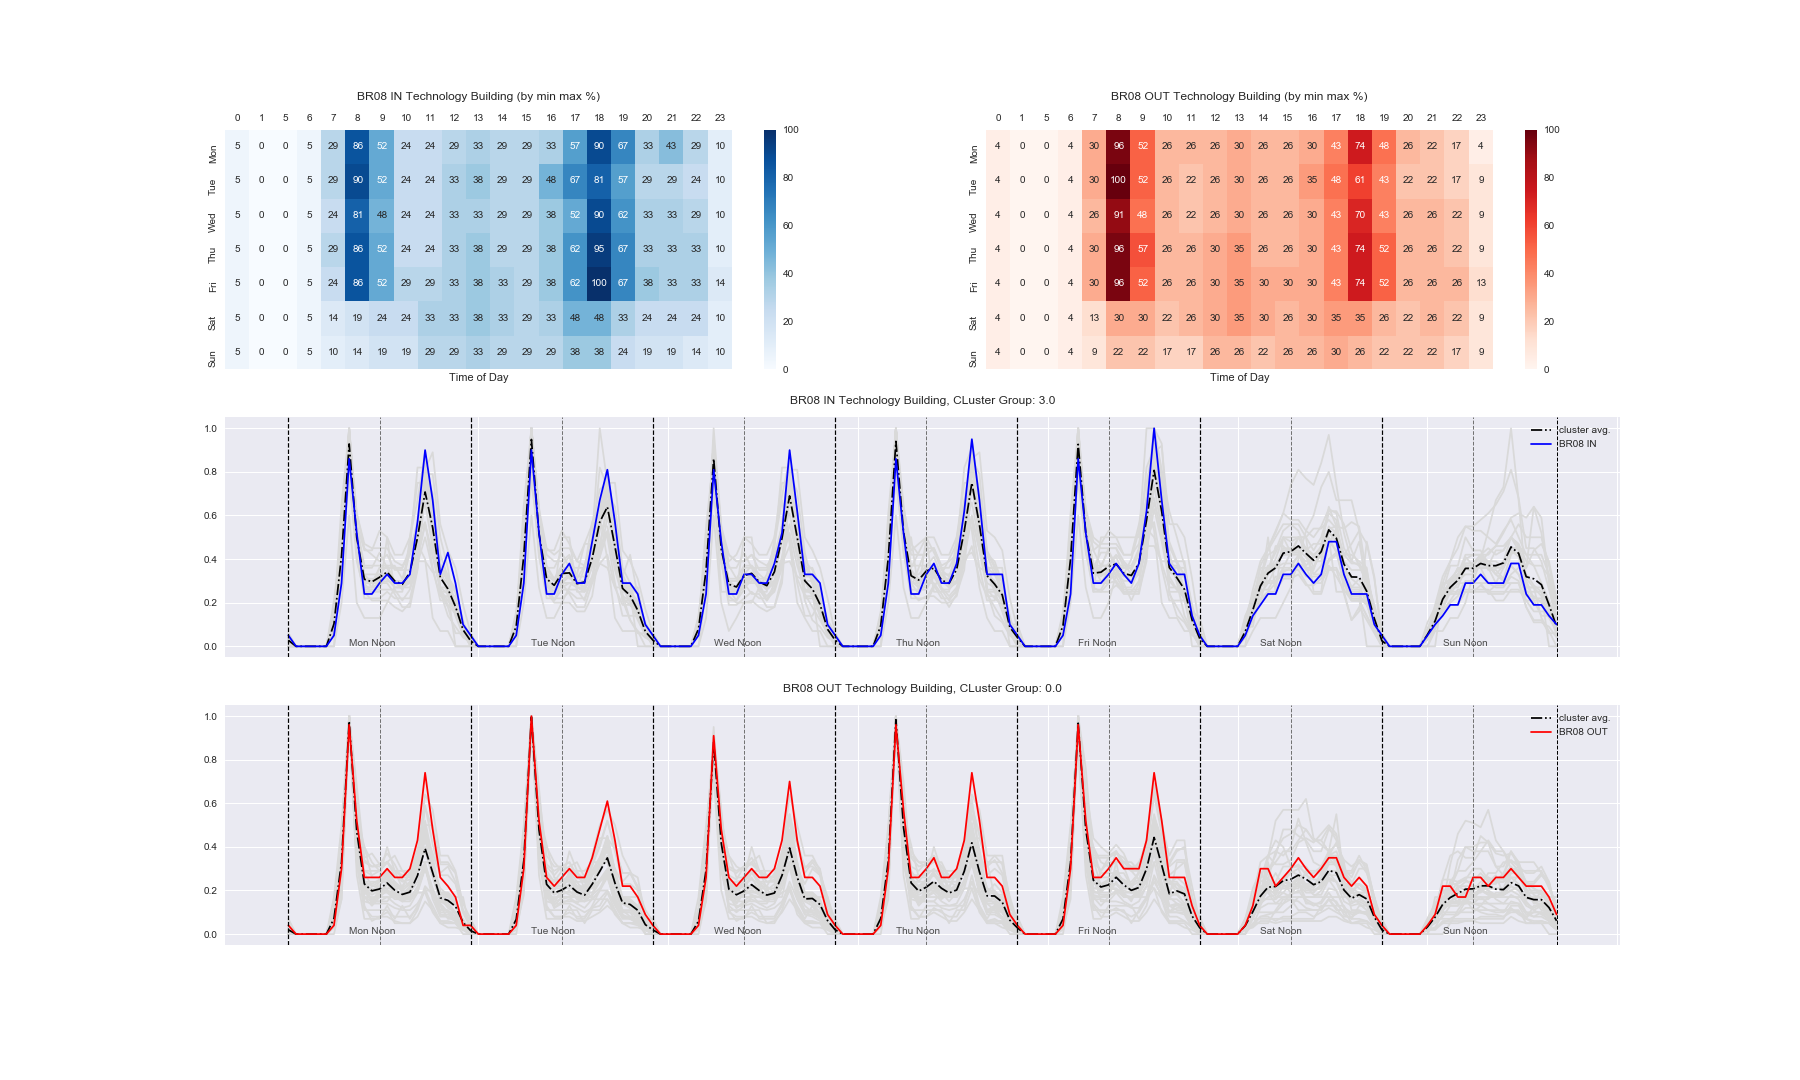 BR08 IN Technology Building (by min max %)
0 1 5 6 7 8 9 10 11 12 13 14 15 16 17 18 19 20 21 22 23
Mon 5 0 0 5 29 86 52 24 24 29 33 29 29 33 57 90 67 33 43 29 10
Tue 5 0 0 5 29 90 52 24 24 33 38 29 29 48 67 81 57 29 29 24 10
Wed 5 0 0 5 24 81 48 24 24 33 33 29 29 38 52 90 62 33 33 29 10
Thu 5 0 0 5 29 86 52 24 24 33 38 29 29 38 62 95 67 33 33 33 10
Fri 5 0 0 5 24 86 52 29 29 33 38 33 29 38 62 100 67 38 33 33 14
Sat 5 0 0 5 14 19 24 24 33 33 38 33 29 33 48 48 33 24 24 24 10
Sun 5 0 0 5 10 14 19 19 29 29 33 29 29 29 38 38 24 19 19 14 10
Time of Day
100
80
60
40
20
0
BR08 OUT Technology Building (by min max %)
0 1 5 6 7 8 9 10 11 12 13 14 15 16 17 18 19 20 21 22 23
Mon 4 0 0 4 30 96 52 26 26 26 30 26 26 30 43 74 48 26 22 17 4
Tue 4 0 0 4 30 100 52 26 22 26 30 26 26 35 48 61 43 22 22 17 9
Wed 4 0 0 4 26 91 48 26 22 26 30 26 26 30 43 70 43 26 26 22 9
Thu 4 0 0 4 30 96 57 26 26 30 35 26 26 30 43 74 52 26 26 22 9
Fri 4 0 0 4 30 96 52 26 26 30 35 30 30 30 43 74 52 26 26 26 13
Sat 4 0 0 4 13 30 30 22 26 30 35 30 26 30 35 35 26 22 26 22 9
Sun 4 0 0 4 9 22 22 17 17 26 26 22 26 26 30 26 22 22 22 17 9
Time of Day
100
80
60
40
20
0
BR08 IN Technology Building, CLuster Group: 3.0
1.0
0.8
0.6
0.4
0.2
0.0
cluster avg.
BR08 IN
Mon Noon Tue Noon Wed Noon Thu Noon Fri Noon Sat Noon Sun Noon
BR08 OUT Technology Building, CLuster Group: 0.0
1.0
0.8
0.6
0.4
0.2
0.0
cluster avg.
BR08 OUT
Mon Noon Tue Noon Wed Noon Thu Noon Fri Noon Sat Noon Sun Noon